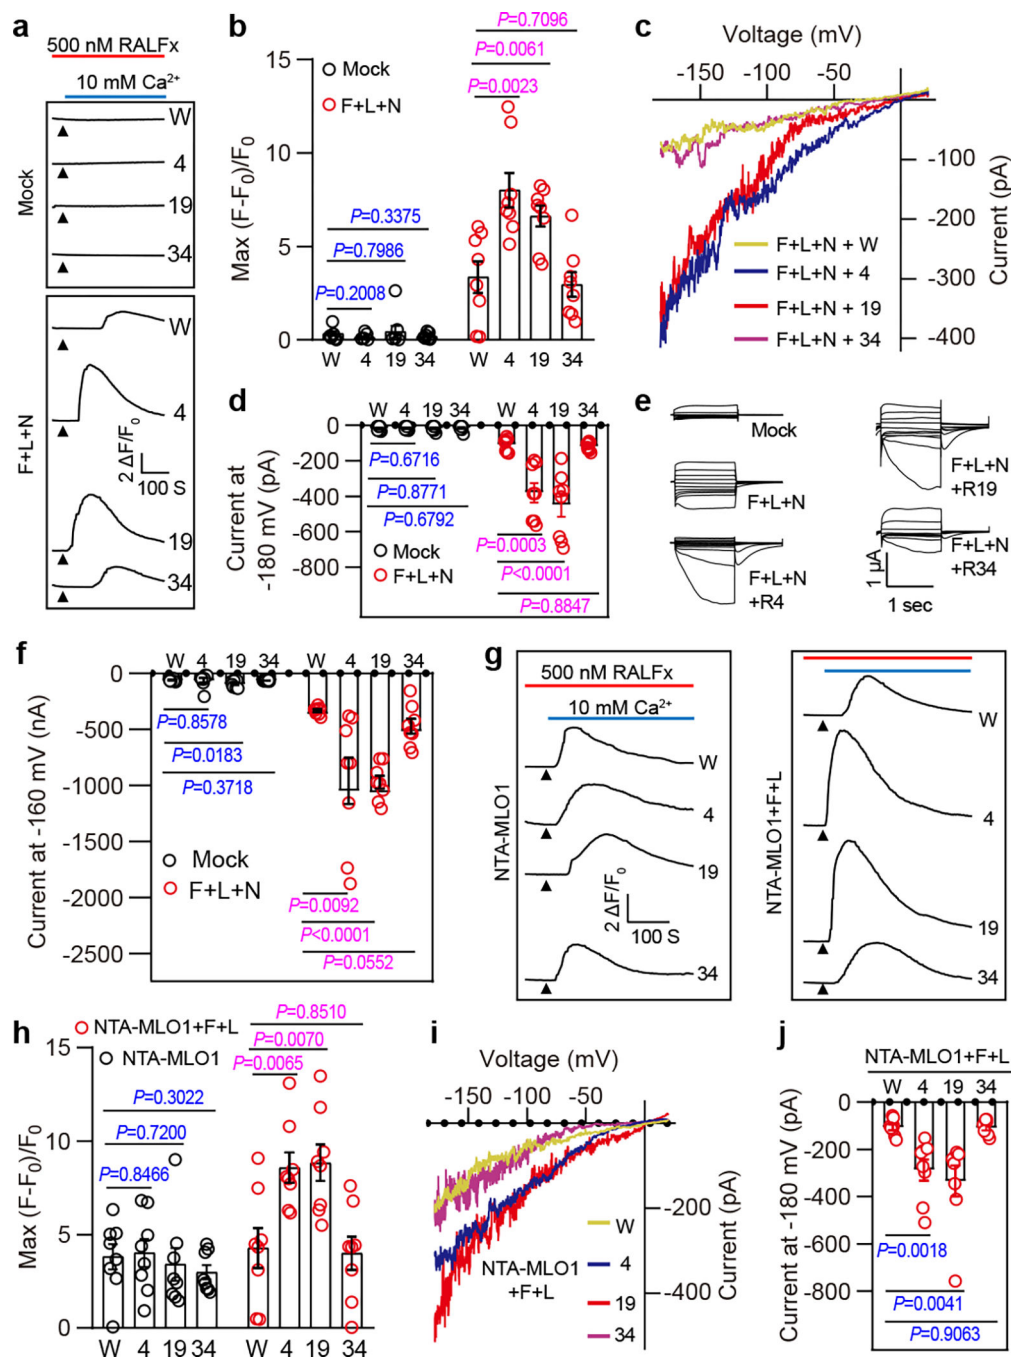 a
500 nM RALFx
10 mM Ca²⁺
Mock
W
4
19
34
F+L+N
W
4
19
34
2 ΔF/F₀
100 S
b
Max (F-F₀)/F₀
15
10
5
0
Mock
F+L+N
P=0.7096
P=0.0061
P=0.0023
P=0.3375
P=0.7986
P=0.2008
W 4 19 34 W 4 19 34
c
Voltage (mV)
-150 -100 -50
-100
-200
-300
-400
Current (pA)
F+L+N + W
F+L+N + 4
F+L+N + 19
F+L+N + 34
d
W 4 19 34 W 4 19 34
0
-200
-400
-600
-800
Current at
-180 mV (pA)
P=0.6716
P=0.8771
P=0.6792
Mock
F+L+N
P=0.0003
P<0.0001
P=0.8847
e
Mock
F+L+N
F+L+N
+R4
F+L+N
+R19
F+L+N
+R34
1 µA
1 sec
f
W 4 19 34 W 4 19 34
0
-500
-1000
-1500
-2000
-2500
Current at -160 mV (nA)
P=0.8578
P=0.0183
P=0.3718
Mock
F+L+N
P=0.0092
P<0.0001
P=0.0552
g
500 nM RALFx
10 mM Ca²⁺
NTA-MLO1
W
4
19
34
2 ΔF/F₀
100 S
NTA-MLO1+F+L
W
4
19
34
h
NTA-MLO1+F+L
NTA-MLO1
15
10
5
0
Max (F-F₀)/F₀
P=0.8510
P=0.0070
P=0.0065
P=0.3022
P=0.7200
P=0.8466
W 4 19 34 W 4 19 34
i
Voltage (mV)
-150 -100 -50
-200
-400
Current (pA)
NTA-MLO1
+F+L
W
4
19
34
j
NTA-MLO1+F+L
W 4 19 34
0
-200
-400
-600
-800
Current at -180 mV (pA)
P=0.0018
P=0.0041
P=0.9063